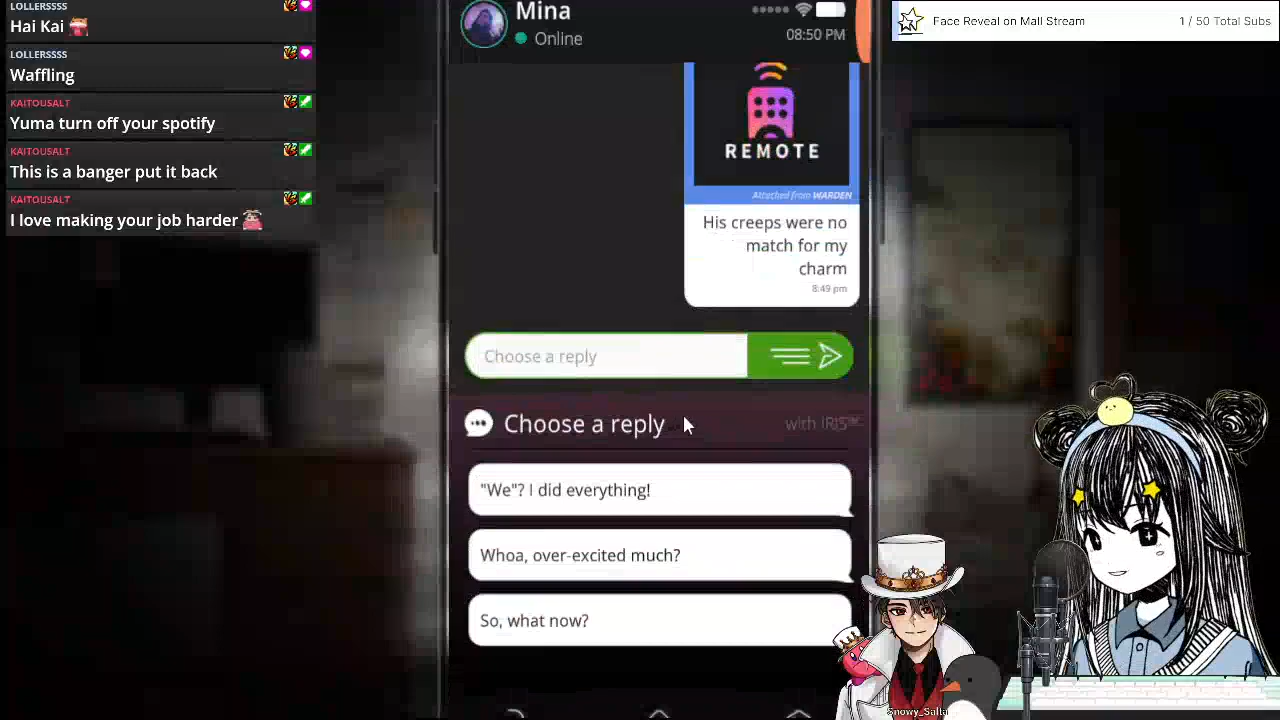 LOLLERSSSS
Hai Kai
LOLLERSSSS
Waffling
KAITOUSALT
Yuma turn off your spotify
KAITOUSALT
This is a banger put it back
KAITOUSALT
I love making your job harder
Mina
Online
08:50 PM
REMOTE
Attached from WARDEN
His creeps were no
match for my
charm
8:49 pm
Choose a reply
Choose a reply
with IRIS
"We"? I did everything!
Whoa, over-excited much?
So, what now?
Face Reveal on Mall Stream
1 / 50 Total Subs
Snowy_Salta